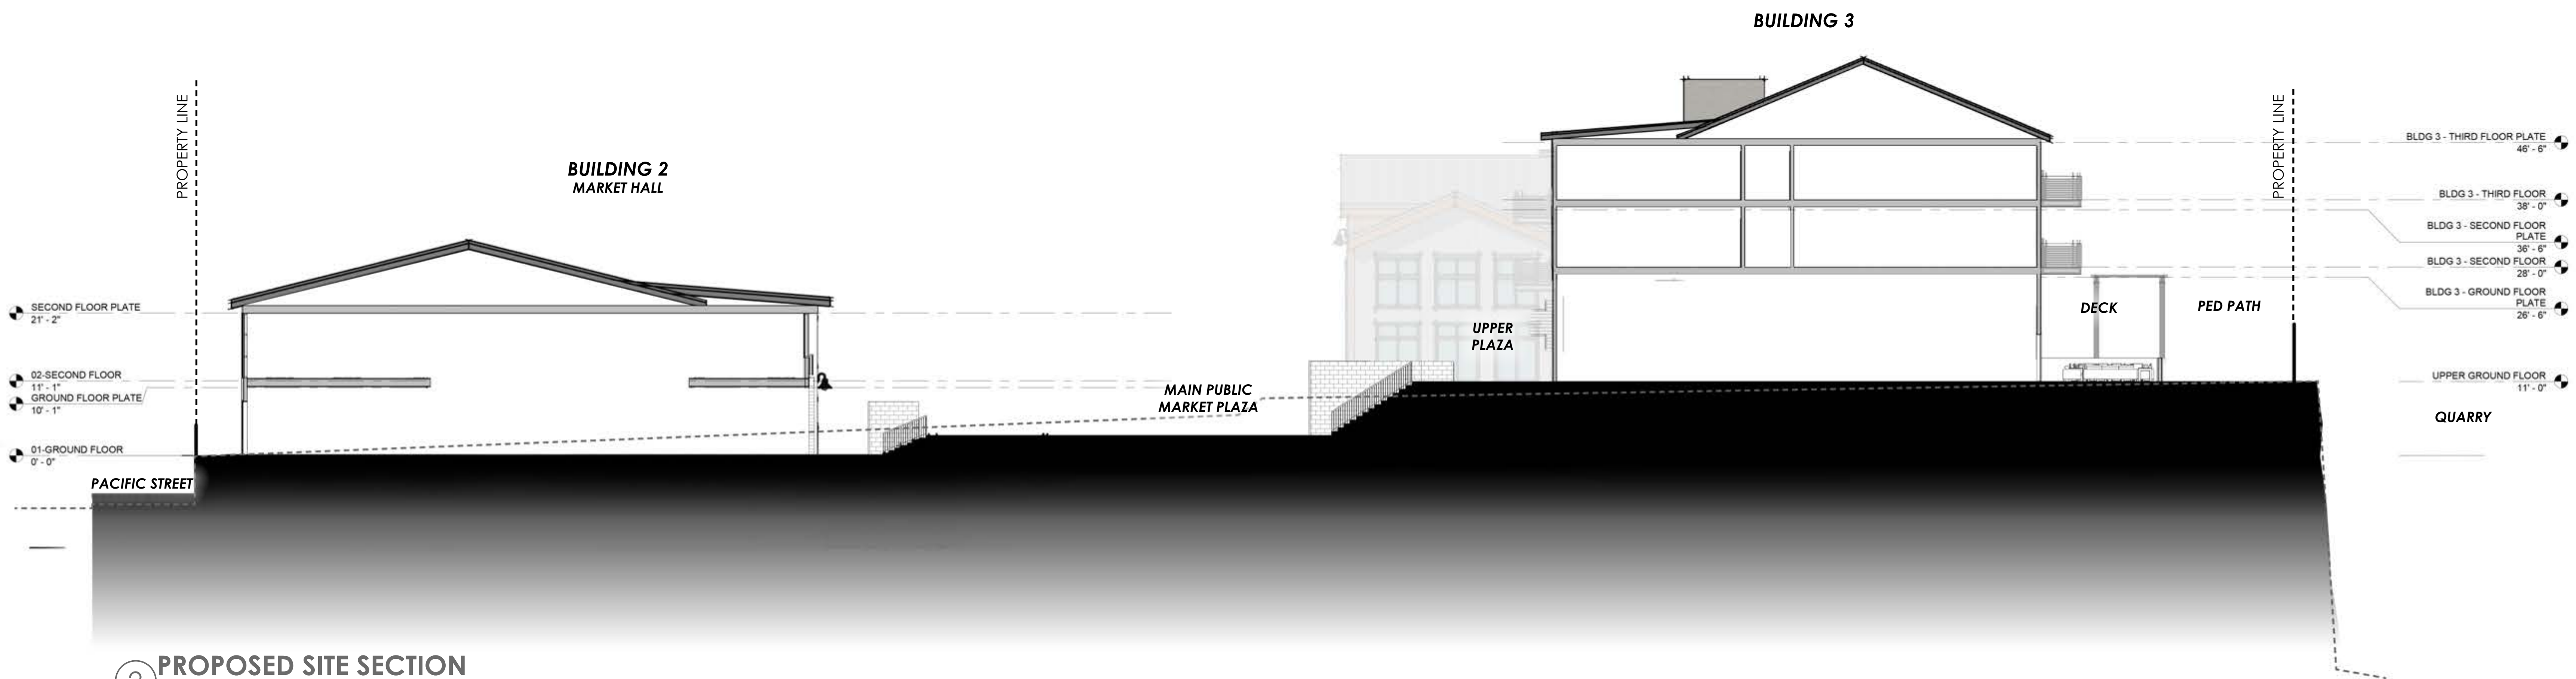 BUILDING 3
PROPERTY LINE
BUILDING 2
MARKET HALL
PROPERTY LINE
BLDG 3 - THIRD FLOOR PLATE
46' - 6"
BLDG 3 - THIRD FLOOR
38' - 0"
BLDG 3 - SECOND FLOOR
PLATE
36' - 6"
BLDG 3 - SECOND FLOOR
28' - 0"
BLDG 3 - GROUND FLOOR
PLATE
26' - 6"
UPPER GROUND FLOOR
11' - 0"
QUARRY
DECK
PED PATH
UPPER
PLAZA
SECOND FLOOR PLATE
21' - 2"
02-SECOND FLOOR
11' - 1"
GROUND FLOOR PLATE
10' - 1"
01-GROUND FLOOR
0' - 0"
MAIN PUBLIC
MARKET PLAZA
PACIFIC STREET
PROPOSED SITE SECTION